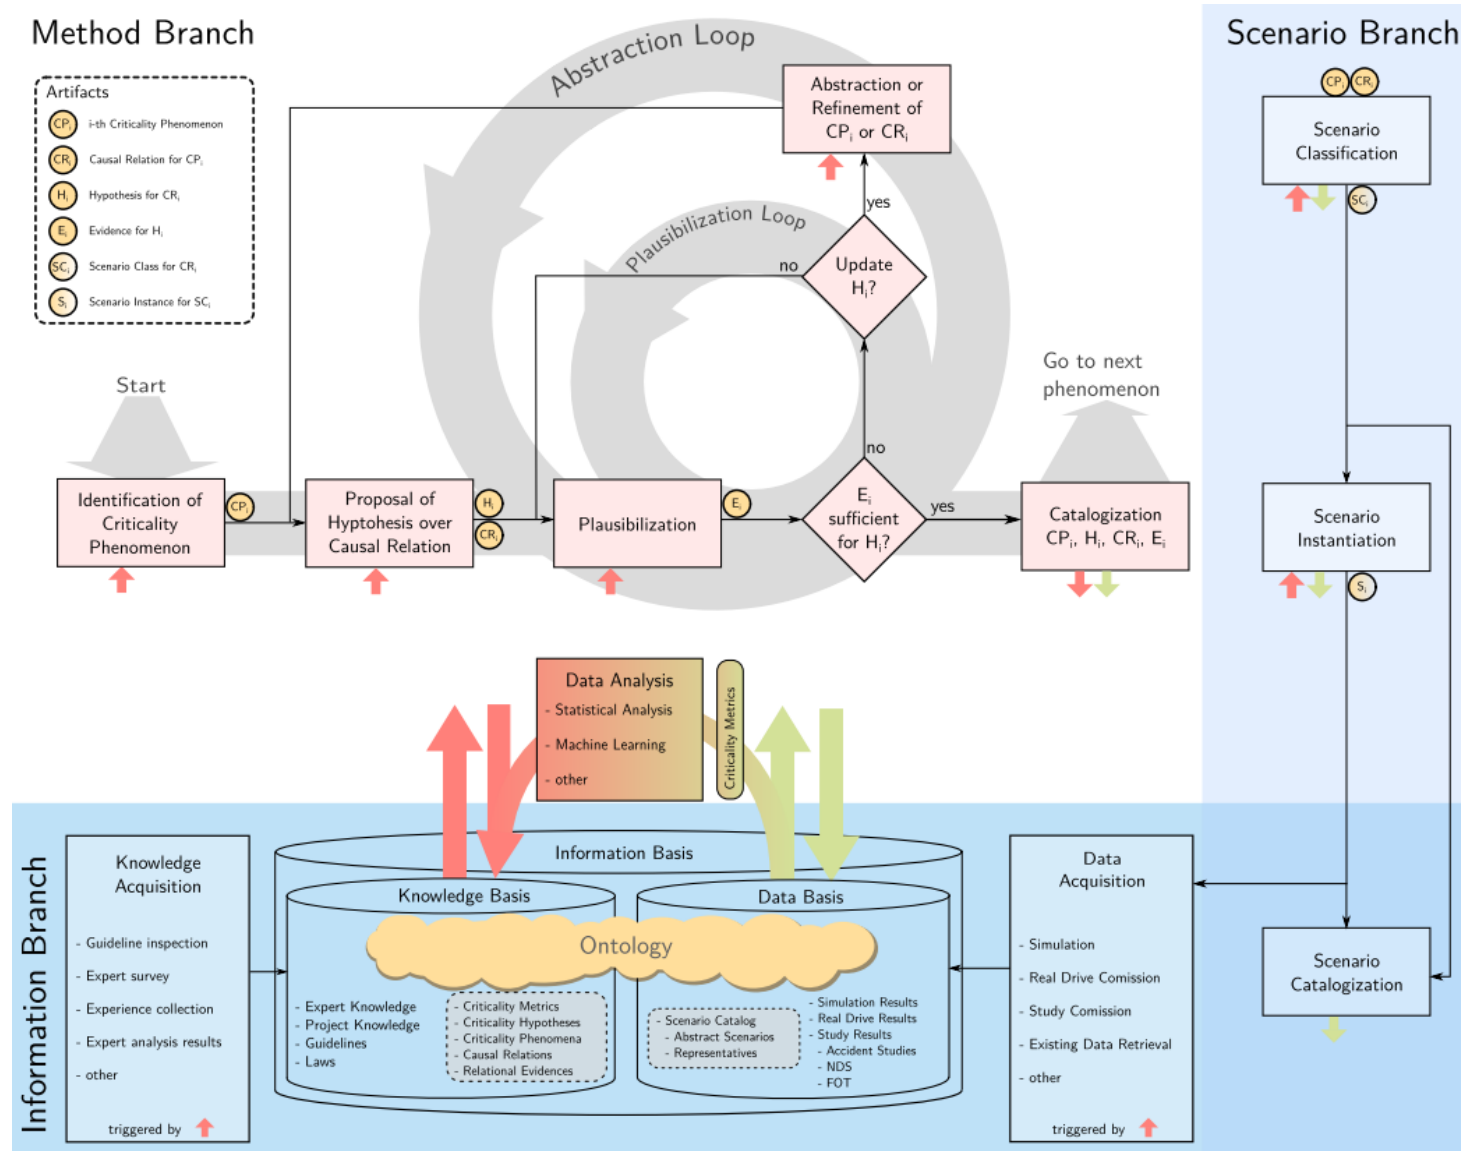 Method Branch
Artifacts
CPi i-th Criticality Phenomenon
CRi Causal Relation for CPi
Hi Hypothesis for CRi
Ei Evidence for Hi
SCi Scenario Class for CRi
Si Scenario Instance for SCi
Abstraction Loop
Plausibilization Loop
Abstraction or
Refinement of
CPi or CRi
yes
Update
Hi?
no
no
Start
Identification of
Criticality
Phenomenon
CPi
Proposal of
Hyptohesis over
Causal Relation
Hi
CRi
Plausibilization
Ei
Ei
sufficient
for Hi?
yes
Go to next
phenomenon
Catalogization
CPi, Hi, CRi, Ei
Scenario Branch
CPi CRi
Scenario
Classification
SCi
Scenario
Instantiation
Si
Scenario
Catalogization
Data Analysis
- Statistical Analysis
- Machine Learning
- other
Criticality Metrics
Information Branch
Knowledge
Acquisition
- Guideline inspection
- Expert survey
- Experience collection
- Expert analysis results
- other
triggered by
Information Basis
Knowledge Basis
Data Basis
Ontology
- Expert Knowledge
- Project Knowledge
- Guidelines
- Laws
- Criticality Metrics
- Criticality Hypotheses
- Criticality Phenomena
- Causal Relations
- Relational Evidences
- Scenario Catalog
- Abstract Scenarios
- Representatives
- Simulation Results
- Real Drive Results
- Study Results
- Accident Studies
- NDS
- FOT
Data
Acquisition
- Simulation
- Real Drive Comission
- Study Comission
- Existing Data Retrieval
- other
triggered by